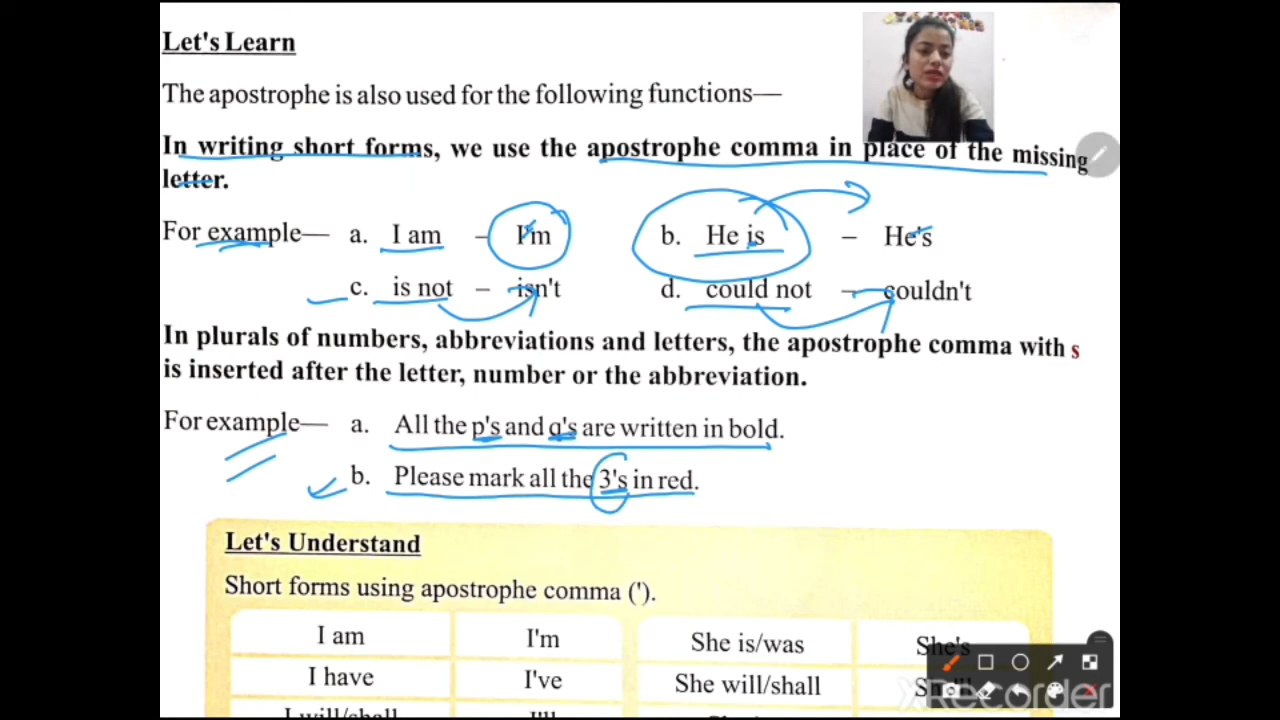 Let's Learn
The apostrophe is also used for the following functions—
In writing short forms, we use the apostrophe comma in place of the missing
letter.
For example— a. I am – I'm b. He is – He's
c. is not – isn't d. could not – couldn't
In plurals of numbers, abbreviations and letters, the apostrophe comma with s
is inserted after the letter, number or the abbreviation.
For example— a. All the p's and q's are written in bold.
b. Please mark all the 3's in red.
Let's Understand
Short forms using apostrophe comma (').
I am I'm She is/was She's
I have I've She will/shall
I will/shall I'll
XRecorder